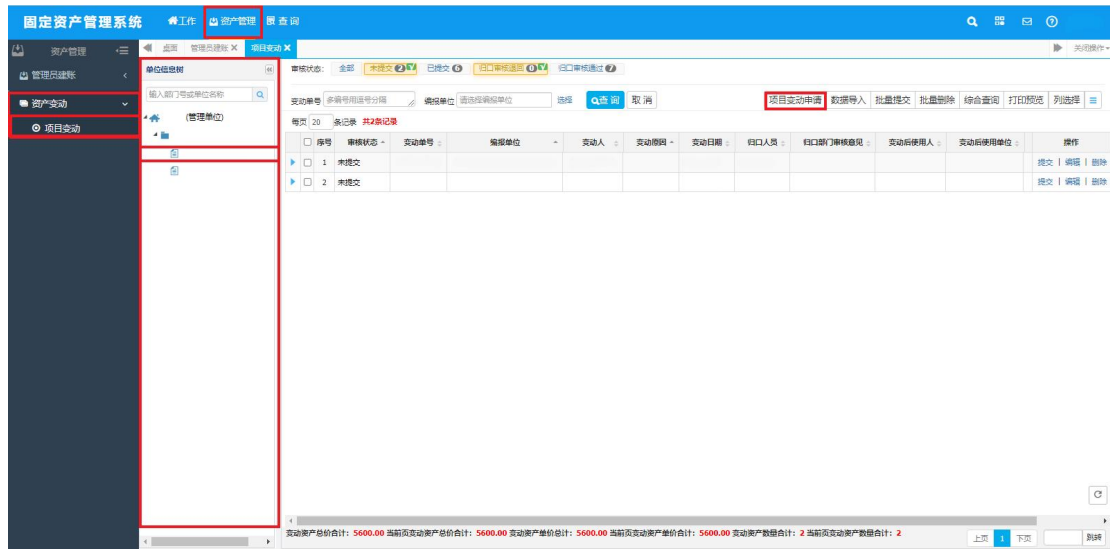 固定资产管理系统 工作 资产管理 查询
资产管理 桌面 管理员建账 X 项目变动 X 关闭操作
管理员建账
资产变动
项目变动
单位信息树
输入部门号或单位名称
(管理单位)
审核状态: 全部 未提交 2 已提交 6 归口审核退回 0 归口审核通过 7
变动单号 多编号用逗号分隔 编报单位 请选择编报单位 选择 查询 取消 项目变动申请 数据导入 批量提交 批量删除 综合查询 打印预览 列选择
每页 20 条记录 共2条记录
序号 审核状态 变动单号 编报单位 变动人 变动原因 变动日期 归口人员 归口部门审核意见 变动后使用人 变动后使用单位 操作
1 未提交 提交 | 编辑 | 删除
2 未提交 提交 | 编辑 | 删除
变动资产总价合计: 5600.00 当前页变动资产总价合计: 5600.00 变动资产单价总计: 5600.00 当前页变动资产单价合计: 5600.00 变动资产数量合计: 2 当前页变动资产数量合计: 2
上页 1 下页 跳转